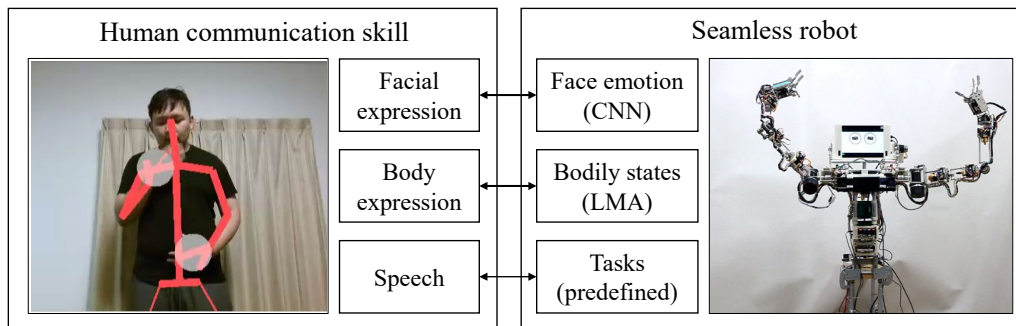 Human communication skill
Facial
expression
Body
expression
Speech
Seamless robot
Face emotion
(CNN)
Bodily states
(LMA)
Tasks
(predefined)